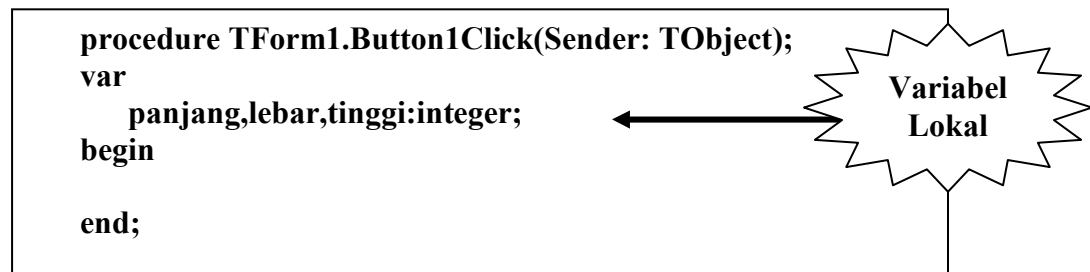 procedure TForm1.Button1Click(Sender: TObject);
var
panjang,lebar,tinggi:integer;
begin
end;
Variabel
Lokal